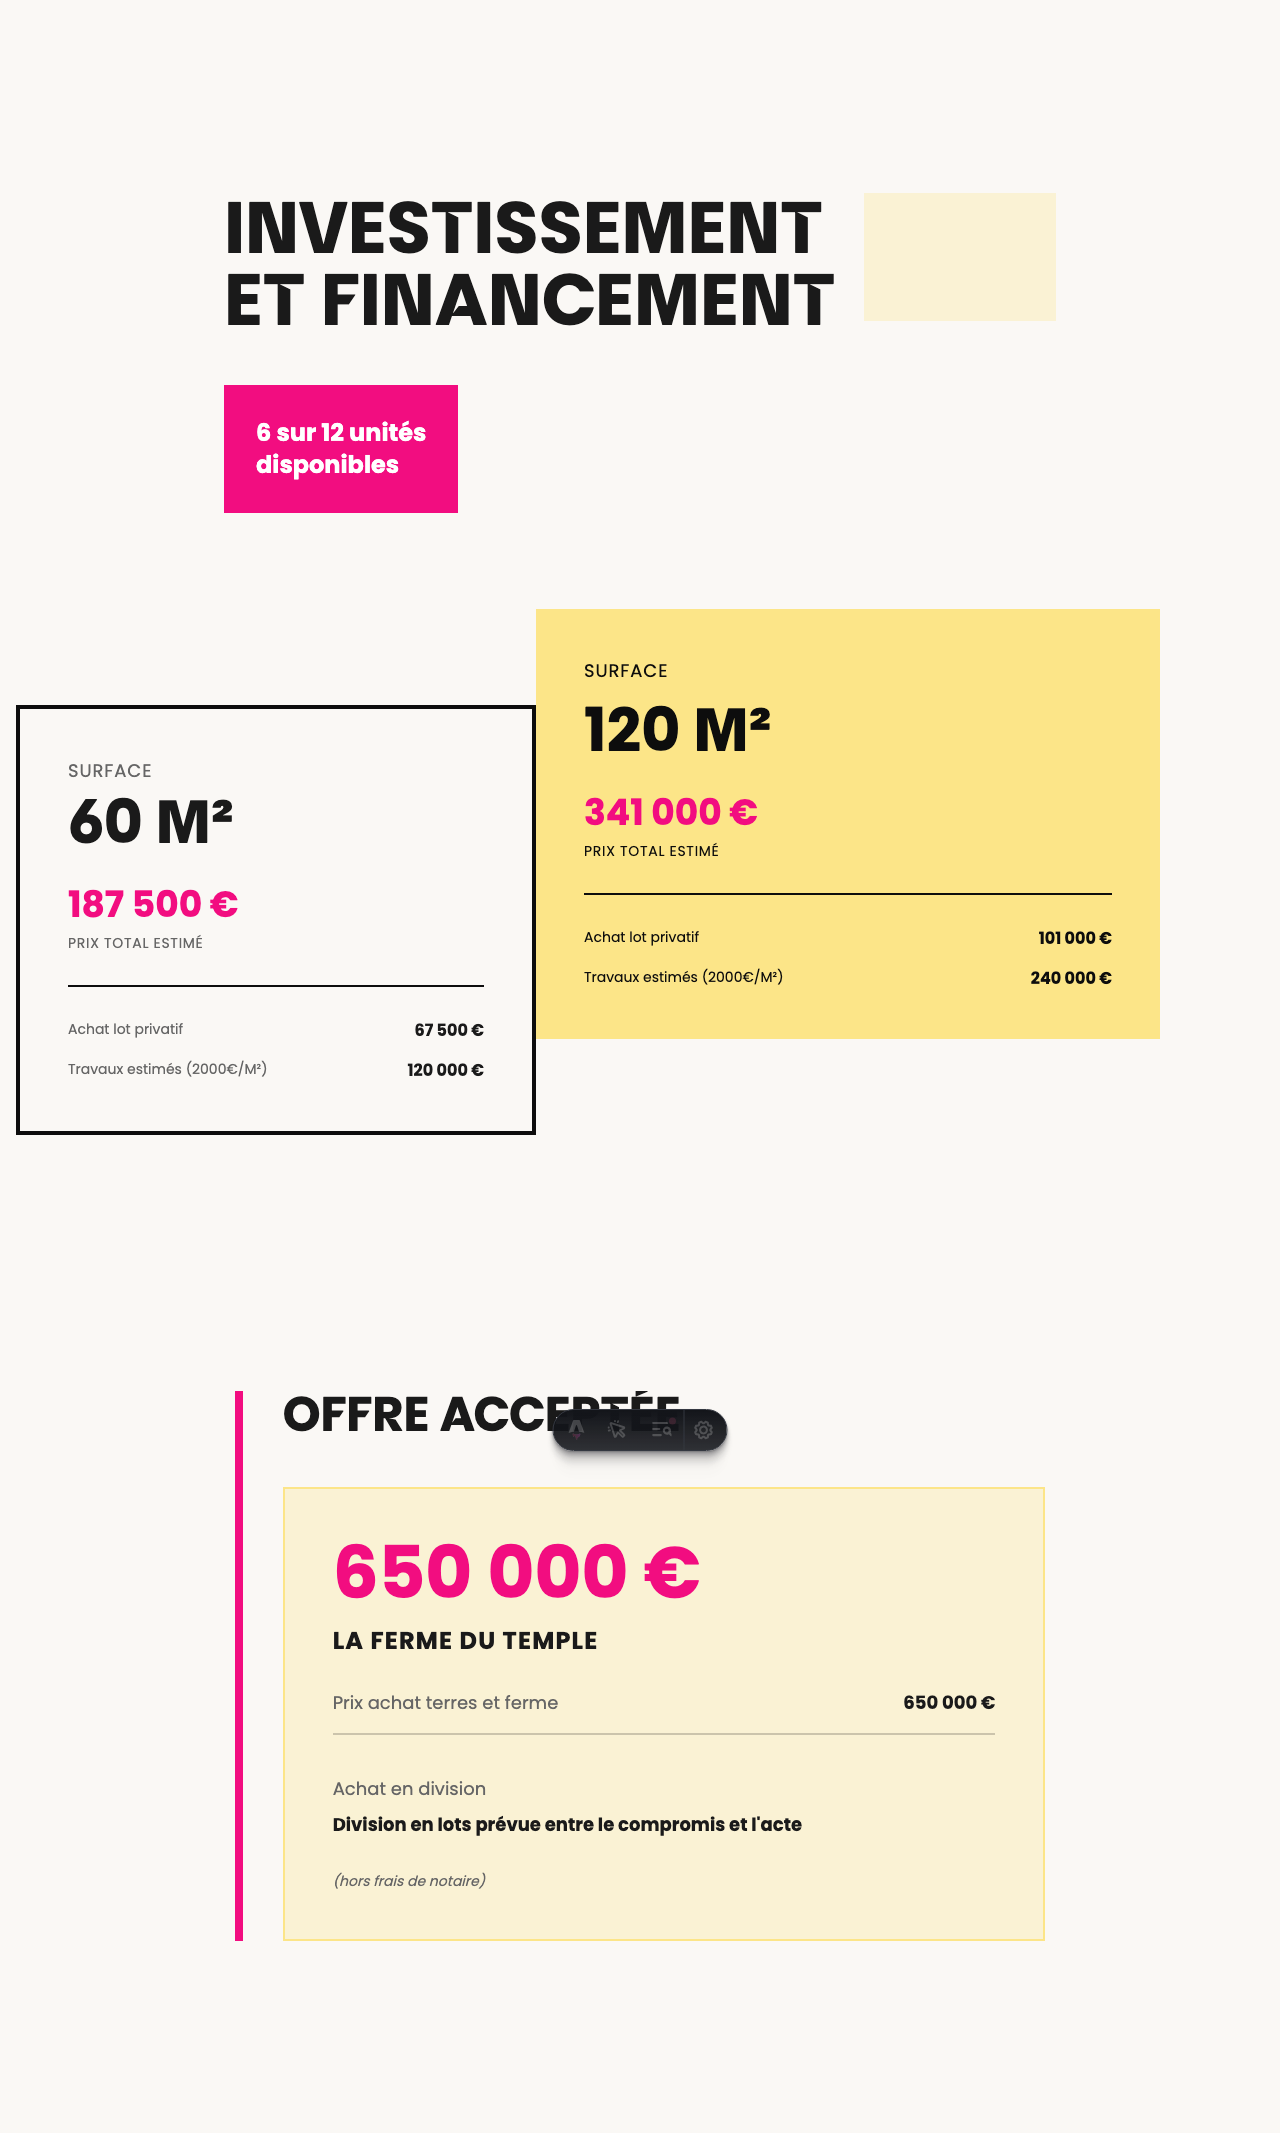 INVESTISSEMENT
ET FINANCEMENT
6 sur 12 unités
disponibles
SURFACE
60 M²
187 500 €
PRIX TOTAL ESTIMÉ
Achat lot privatif 67 500 €
Travaux estimés (2000€/M²) 120 000 €
SURFACE
120 M²
341 000 €
PRIX TOTAL ESTIMÉ
Achat lot privatif 101 000 €
Travaux estimés (2000€/M²) 240 000 €
OFFRE ACCEPTÉE
650 000 €
LA FERME DU TEMPLE
Prix achat terres et ferme 650 000 €
Achat en division
Division en lots prévue entre le compromis et l'acte
(hors frais de notaire)